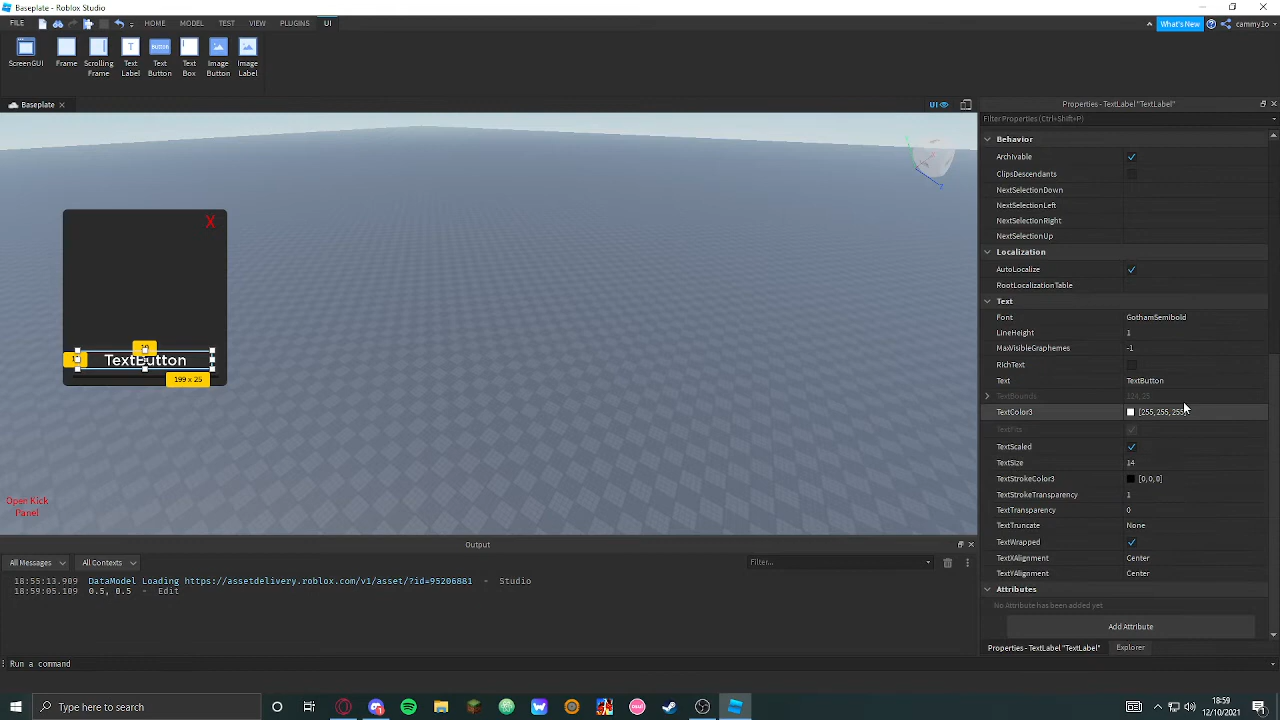 Baseplate - Roblox Studio
FILE
HOME
MODEL
TEST
VIEW
PLUGINS
UI
What's New
cammy1o
ScreenGUI
Frame
Scrolling Frame
Text Label
Text Button
Text Box
Image Button
Image Label
Baseplate
UI
Properties - TextLabel "TextLabel"
Filter Properties (Ctrl+Shift+P)
Behavior
Archivable
ClipsDescendants
NextSelectionDown
NextSelectionLeft
NextSelectionRight
NextSelectionUp
Localization
AutoLocalize
RootLocalizationTable
Text
Font GothamSemibold
LineHeight 1
MaxVisibleGraphemes -1
RichText
Text TextButton
TextBounds 124, 25
TextColor3 [255,255,255]
TextFits
TextScaled
TextSize 14
TextStrokeColor3 [0,0,0]
TextStrokeTransparency 1
TextTransparency 0
TextTruncate None
TextWrapped
TextXAlignment Center
TextYAlignment Center
Attributes
No Attribute has been added yet
Add Attribute
Properties - TextLabel "TextLabel"
Explorer
X
TextButton
199 x 25
Open Kick
Panel
Output
All Messages
All Contexts
Filter...
18:55:13.909 DataModel Loading https://assetdelivery.roblox.com/v1/asset/?id=95206881 - Studio
18:59:05.109 0.5, 0.5 - Edit
Run a command
Type here to search
18:59
12/10/2021